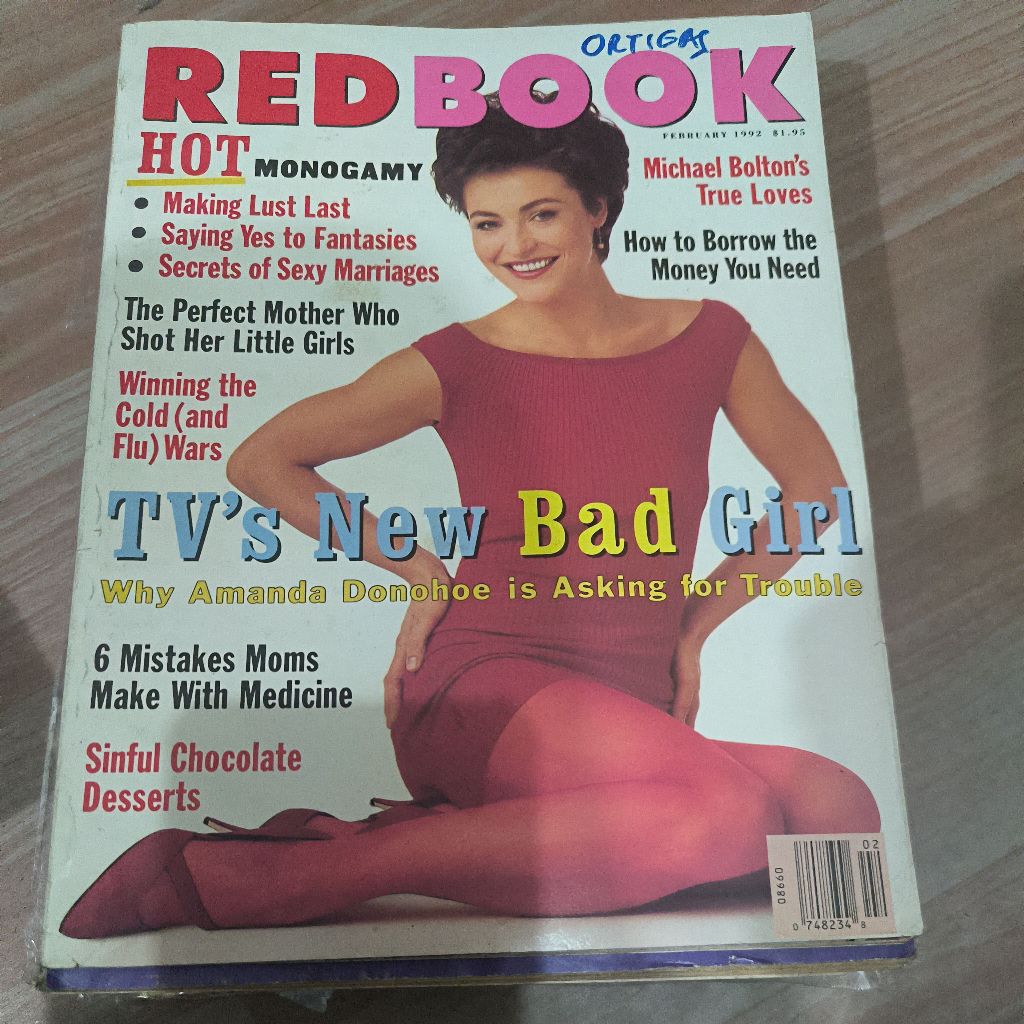 ORTIGAS
REDBOOK
FEBRUARY 1992 $1.95
HOT MONOGAMY
• Making Lust Last
• Saying Yes to Fantasies
• Secrets of Sexy Marriages
Michael Bolton's
True Loves
How to Borrow the
Money You Need
The Perfect Mother Who
Shot Her Little Girls
Winning the
Cold (and
Flu) Wars
TV's New Bad Girl
Why Amanda Donohoe is Asking for Trouble
6 Mistakes Moms
Make With Medicine
Sinful Chocolate
Desserts
02
08660
0 748234 8